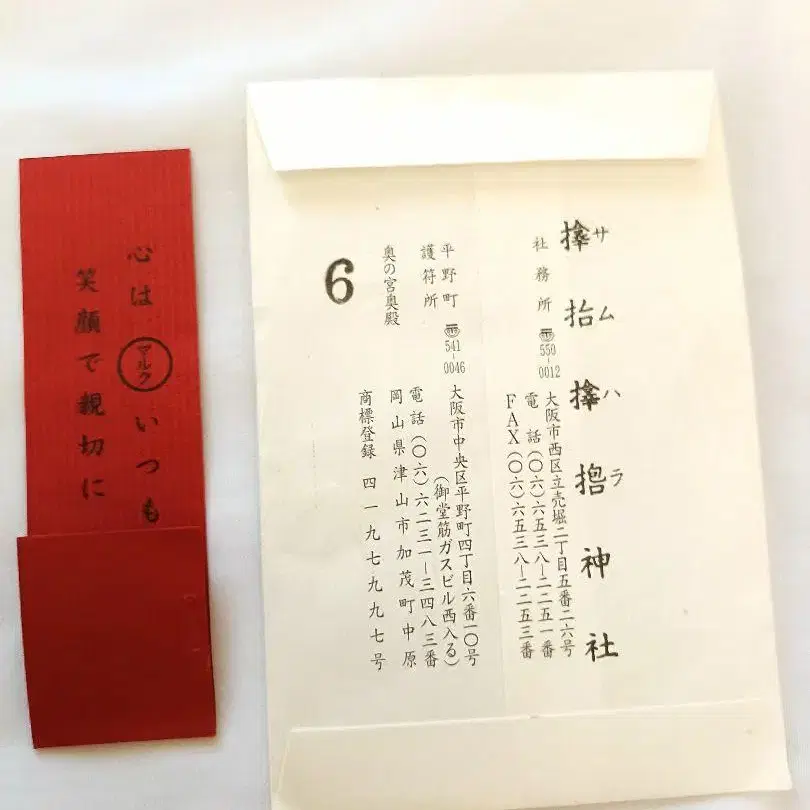 サムハラ
𪮷𫝹𪮷𪮇神社
社務所 〒550-0012 大阪市西区立売堀二丁目五番二六号
電話(〇六)六五三八―二二五一番
FAX(〇六)六五三八―二二五三番
平野町
護符所 〒541-0046 大阪市中央区平野町四丁目六番一〇号
(御堂筋ガスビル西入る)
電話(〇六)六二三一―三四八三番
奥の宮奥殿 岡山県津山市加茂町中原
商標登録 四一九七九九七号
6
心はマルクいつも
笑顔で親切に